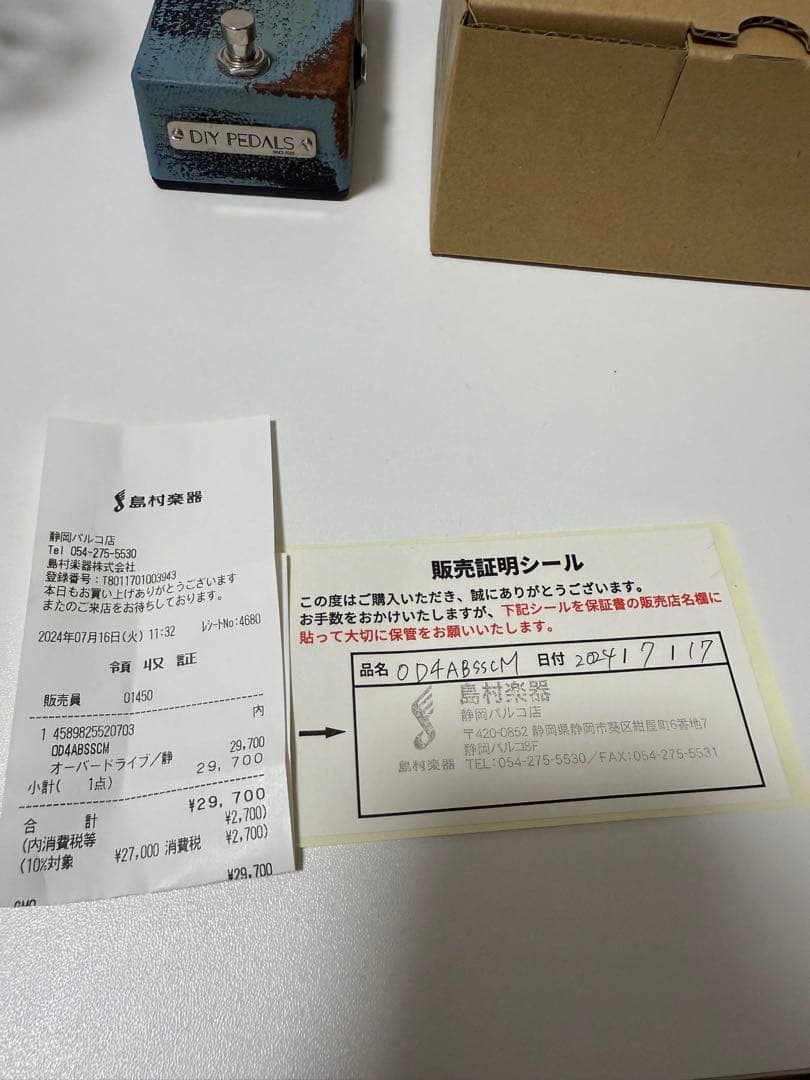 DIY PEDALS
島村楽器
静岡パルコ店
Tel 054-275-5530
島村楽器株式会社
登録番号：T8011701003943
本日もお買い上げありがとうございます
またのご来店をお待ちしております。
2024年07月16日(火) 11:32 レシートNo:4680
領収証
販売員 01450
内
1 4589825520703
OD4ABSSCM 29,700
オーバードライブ／静 29,700
小計( 1点)
合計 ¥29,700
(内消費税等 ¥2,700)
(10%対象 ¥27,000 消費税 ¥2,700)
¥29,700
販売証明シール
この度はご購入いただき、誠にありがとうございます。
お手数をおかけいたしますが、下記シールを保証書の販売店名欄に
貼って大切に保管をお願いいたします。
品名 OD4ABSSCM 日付 2024 / 7 / 17
島村楽器
静岡パルコ店
〒420-0852 静岡県静岡市葵区紺屋町6番地7
静岡パルコ8F
島村楽器 TEL:054-275-5530／FAX:054-275-5531